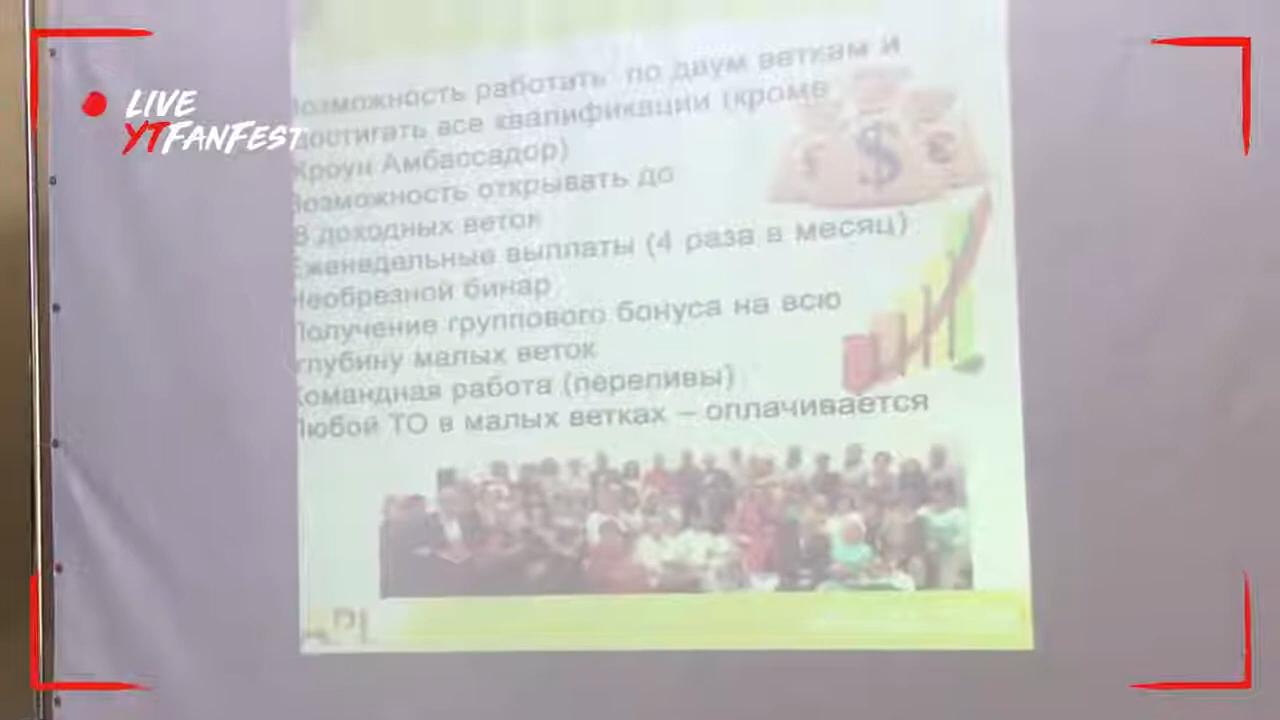 LIVE
YTFANFEST
Возможность работать по двум веткам и
достигать все квалификации (кроме
Кроун Амбассадор)
Возможность открывать до
8 доходных веток
Еженедельные выплаты (4 раза в месяц)
Необрезной бинар
Получение группового бонуса на всю
глубину малых веток
Командная работа (переливы)
Любой ТО в малых ветках – оплачивается
$
€